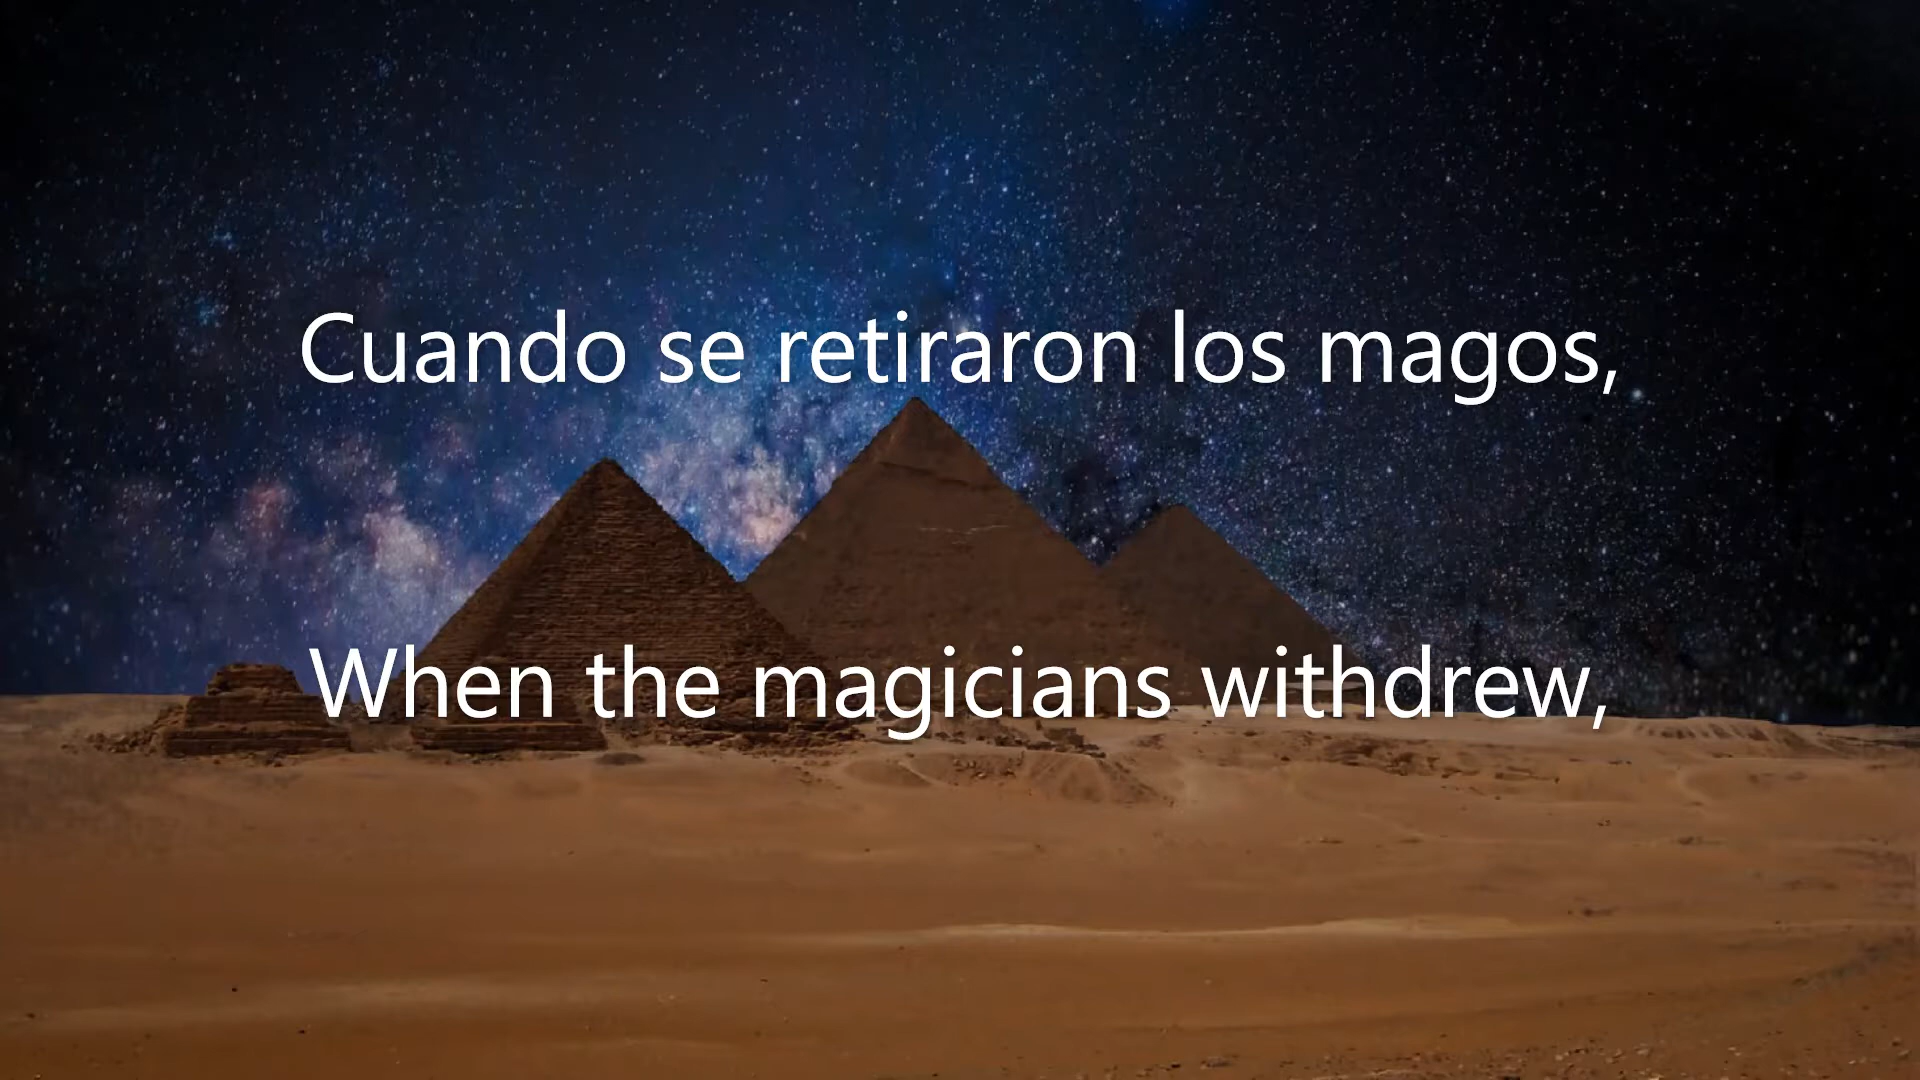 Cuando se retiraron los magos,
When the magicians withdrew,